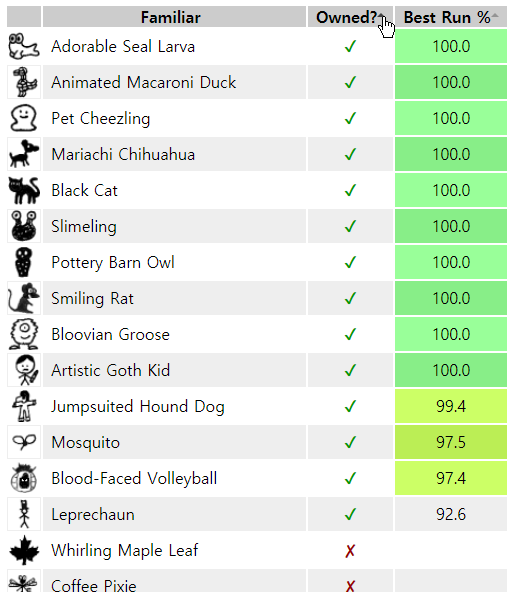 Familiar Owned? Best Run %
Adorable Seal Larva ✓ 100.0
Animated Macaroni Duck ✓ 100.0
Pet Cheezling ✓ 100.0
Mariachi Chihuahua ✓ 100.0
Black Cat ✓ 100.0
Slimeling ✓ 100.0
Pottery Barn Owl ✓ 100.0
Smiling Rat ✓ 100.0
Bloovian Groose ✓ 100.0
Artistic Goth Kid ✓ 100.0
Jumpsuited Hound Dog ✓ 99.4
Mosquito ✓ 97.5
Blood-Faced Volleyball ✓ 97.4
Leprechaun ✓ 92.6
Whirling Maple Leaf ✗
Coffee Pixie ✗